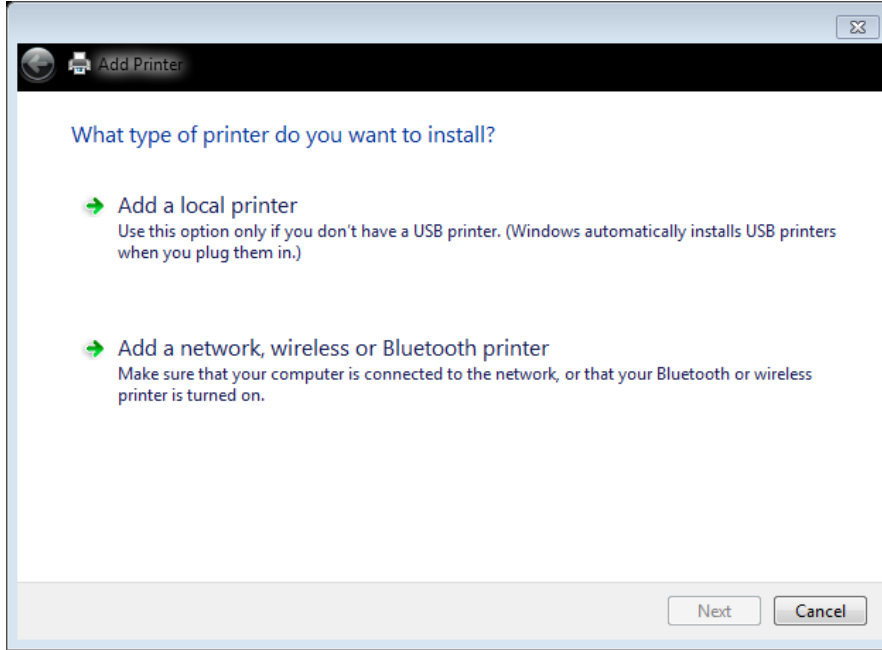 Add Printer
What type of printer do you want to install?
Add a local printer
Use this option only if you don't have a USB printer. (Windows automatically installs USB printers
when you plug them in.)
Add a network, wireless or Bluetooth printer
Make sure that your computer is connected to the network, or that your Bluetooth or wireless
printer is turned on.
Next
Cancel